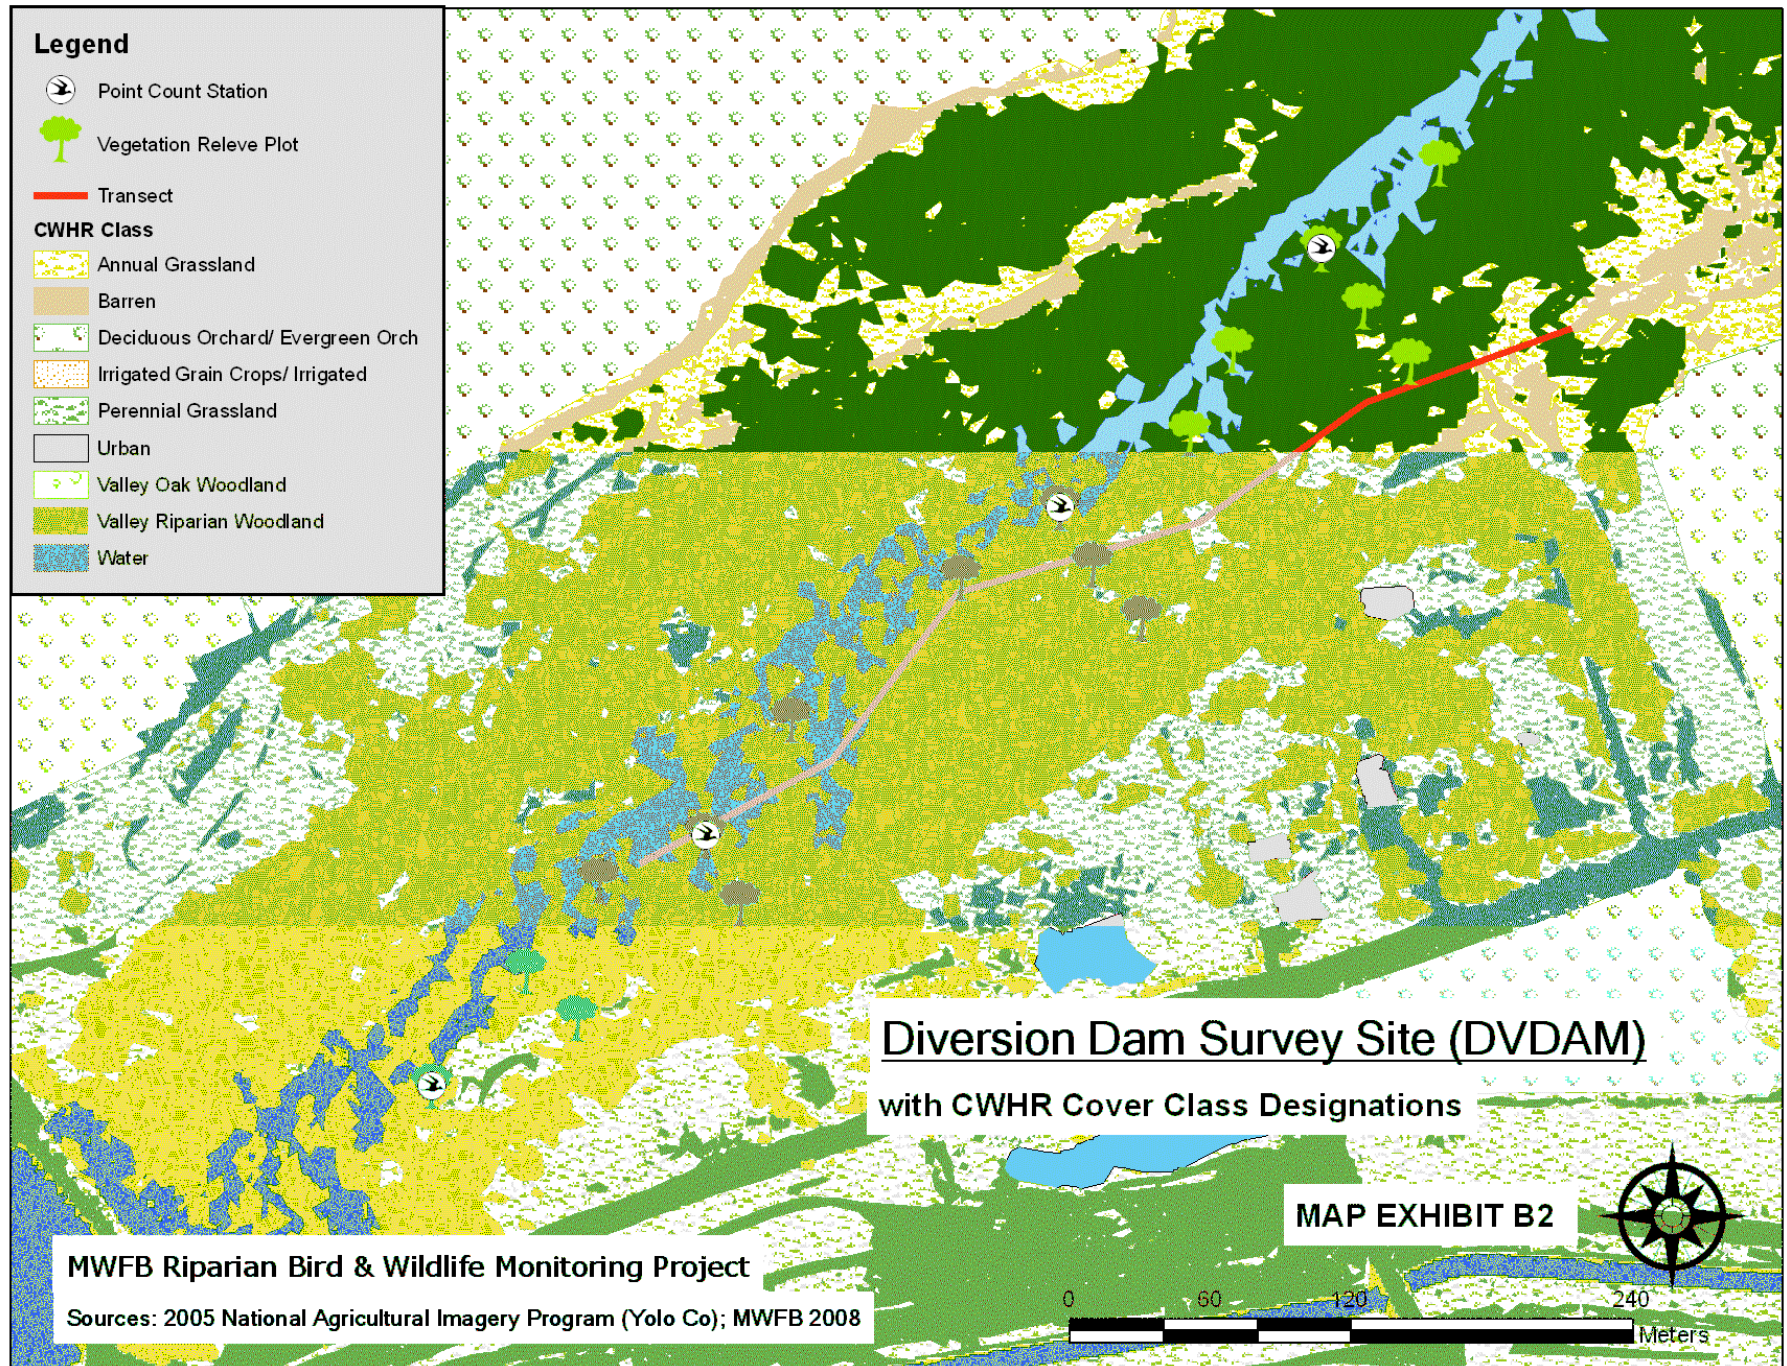 Legend
Point Count Station
Vegetation Releve Plot
Transect
CWHR Class
Annual Grassland
Barren
Deciduous Orchard/ Evergreen Orch
Irrigated Grain Crops/ Irrigated
Perennial Grassland
Urban
Valley Oak Woodland
Valley Riparian Woodland
Water
Diversion Dam Survey Site (DVDAM)
with CWHR Cover Class Designations
MAP EXHIBIT B2
MWFB Riparian Bird & Wildlife Monitoring Project
Sources: 2005 National Agricultural Imagery Program (Yolo Co); MWFB 2008
0 60 120 240
Meters